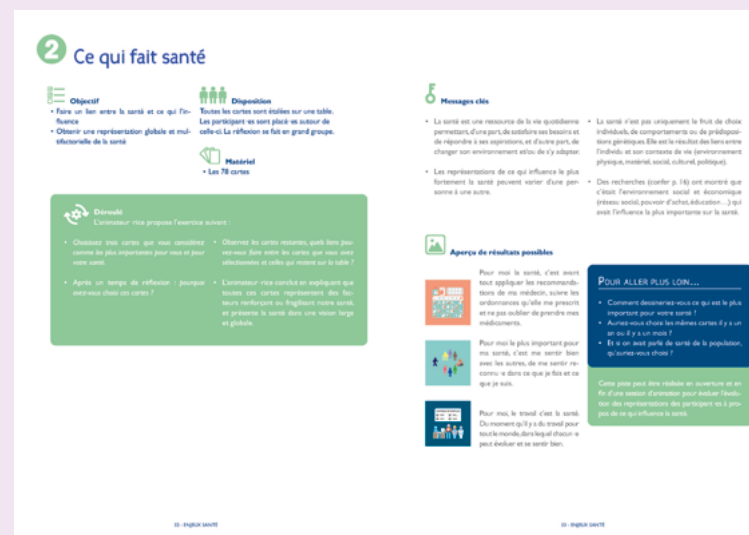 2 Ce qui fait santé
Objectif
• Faire un lien entre la santé et ce qui l'in-
fluence
• Obtenir une représentation globale et mul-
tifactorielle de la santé
Disposition
Toutes les cartes sont étalées sur une table.
Les participant·es sont placé·es autour de
celle-ci. La réflexion se fait en grand groupe.
Matériel
• Les 78 cartes
Déroulé
L'animateur·rice propose l'exercice suivant :
• Choisissez trois cartes que vous considérez
comme les plus importantes pour vous et pour
votre santé.
• Après un temps de réflexion : pourquoi
avez-vous choisi ces cartes ?
• Observez les cartes restantes, quels liens pou-
vez-vous faire entre les cartes que vous avez
sélectionnées et celles qui restent sur la table ?
• L'animateur·rice conclut en expliquant que
toutes ces cartes représentent des fac-
teurs renforçant ou fragilisant notre santé,
et présente la santé dans une vision large
et globale.
Messages clés
• La santé est une ressource de la vie quotidienne
permettant, d'une part, de satisfaire ses besoins et
de répondre à ses aspirations, et d'autre part, de
changer son environnement et/ou de s'y adapter.
• Les représentations de ce qui influence le plus
fortement la santé peuvent varier d'une per-
sonne à une autre.
• La santé n'est pas uniquement le fruit de choix
individuels, de comportements ou de prédisposi-
tions génétiques. Elle est le résultat des liens entre
l'individu et son contexte de vie (environnement
physique, matériel, social, culturel, politique).
• Des recherches (confer p. 16) ont montré que
c'était l'environnement social et économique
(réseau social, pouvoir d'achat, éducation…) qui
avait l'influence la plus importante sur la santé.
Aperçu de résultats possibles
Pour moi la santé, c'est avant
tout appliquer les recommanda-
tions de ma médecin, suivre les
ordonnances qu'elle me prescrit
et ne pas oublier de prendre mes
médicaments.
Pour moi le plus important pour
ma santé, c'est me sentir bien
avec les autres, de me sentir re-
connu·e dans ce que je fais et ce
que je suis.
Pour moi, le travail c'est la santé.
Du moment qu'il y a du travail pour
tout le monde, dans lequel chacun·e
peut évoluer et se sentir bien.
POUR ALLER PLUS LOIN…
• Comment dessineriez-vous ce qui est le plus
important pour votre santé ?
• Auriez-vous choisi les mêmes cartes il y a un
an ou il y a un mois ?
• Et si on avait parlé de santé de la population,
qu'auriez-vous choisi ?
Cette piste peut être réalisée en ouverture et en
fin d'une session d'animation pour évaluer l'évolu-
tion des représentations des participant·es à pro-
pos de ce qui influence la santé.